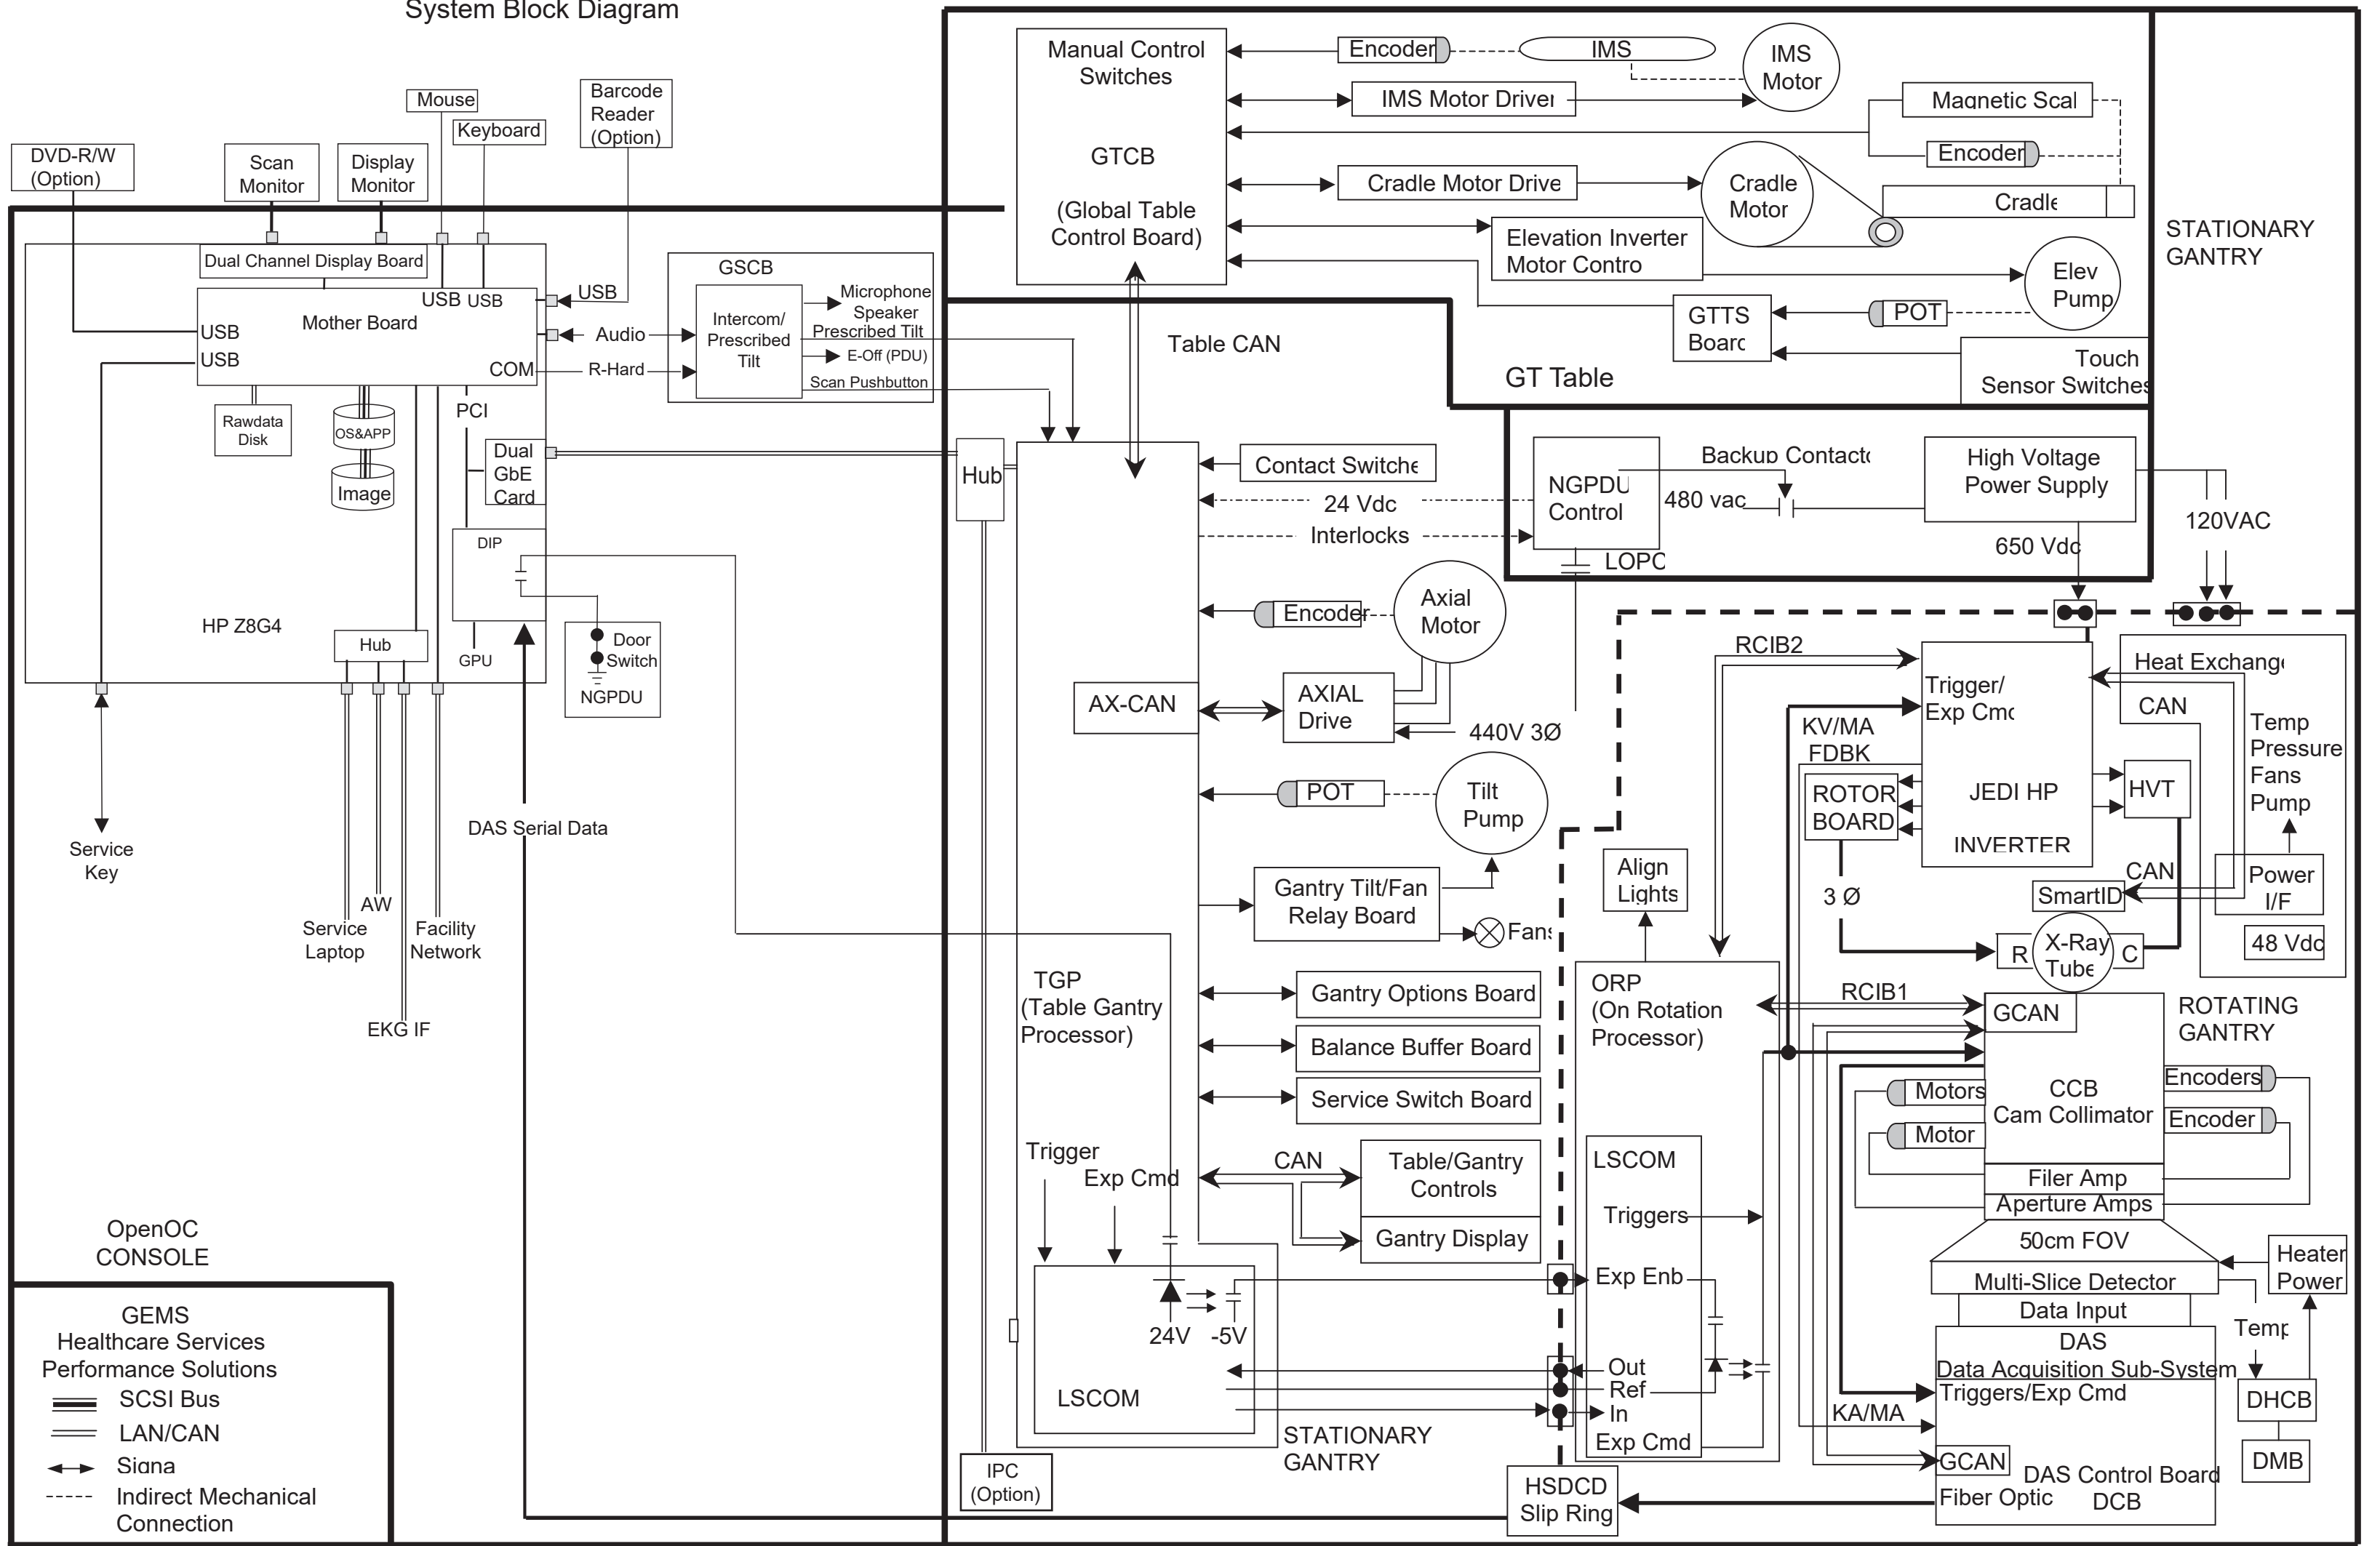 System Block Diagram
DVD-R/W
(Option)
Scan
Monitor
Display
Monitor
Mouse
Keyboard
Barcode
Reader
(Option)
Dual Channel Display Board
USB USB
Mother Board
USB
USB
COM
USB
Audio
R-Hard
GSCB
Intercom/
Prescribed
Tilt
Microphone
Speaker
Prescribed Tilt
E-Off (PDU)
Scan Pushbutton
Rawdata
Disk
OS&APP
Image
PCI
Dual
GbE
Card
DIP
GPU
HP Z8G4
Hub
Door
Switch
NGPDU
Service
Key
Service
Laptop
AW
EKG IF
Facility
Network
DAS Serial Data
OpenOC
CONSOLE
GEMS
Healthcare Services
Performance Solutions
SCSI Bus
LAN/CAN
Signa
Indirect Mechanical
Connection
Manual Control
Switches
GTCB
(Global Table
Control Board)
Encoder
IMS
IMS
Motor
IMS Motor Driver
Magnetic Scal
Encoder
Cradle Motor Drive
Cradle
Motor
Cradle
Elevation Inverter
Motor Contro
Elev
Pump
GTTS
Board
POT
Touch
Sensor Switches
GT Table
STATIONARY
GANTRY
Table CAN
Hub
Contact Switche
24 Vdc
Interlocks
NGPDU
Control
Backup Contacto
480 vac
High Voltage
Power Supply
LOPC
650 Vdc
120VAC
Encoder
Axial
Motor
AX-CAN
AXIAL
Drive
440V 3Ø
POT
Tilt
Pump
Gantry Tilt/Fan
Relay Board
Fans
TGP
(Table Gantry
Processor)
Gantry Options Board
Balance Buffer Board
Service Switch Board
Trigger
Exp Cmd
CAN
Table/Gantry
Controls
Gantry Display
24V
-5V
LSCOM
STATIONARY
GANTRY
IPC
(Option)
Align
Lights
ORP
(On Rotation
Processor)
LSCOM
Triggers
Exp Enb
Out
Ref
In
Exp Cmd
HSDCD
Slip Ring
RCIB2
Trigger/
Exp Cmd
KV/MA
FDBK
JEDI HP
INVERTER
ROTOR
BOARD
3 Ø
HVT
Heat Exchange
CAN
Temp
Pressure
Fans
Pump
CAN
SmartID
Power
I/F
48 Vdc
R
X-Ray
Tube
C
RCIB1
GCAN
ROTATING
GANTRY
CCB
Cam Collimator
Motors
Motor
Encoders
Encoder
Filer Amp
Aperture Amps
50cm FOV
Multi-Slice Detector
Data Input
DAS
Data Acquisition Sub-System
Triggers/Exp Cmd
KA/MA
GCAN
DAS Control Board
DCB
Fiber Optic
Heater
Power
Temp
DHCB
DMB